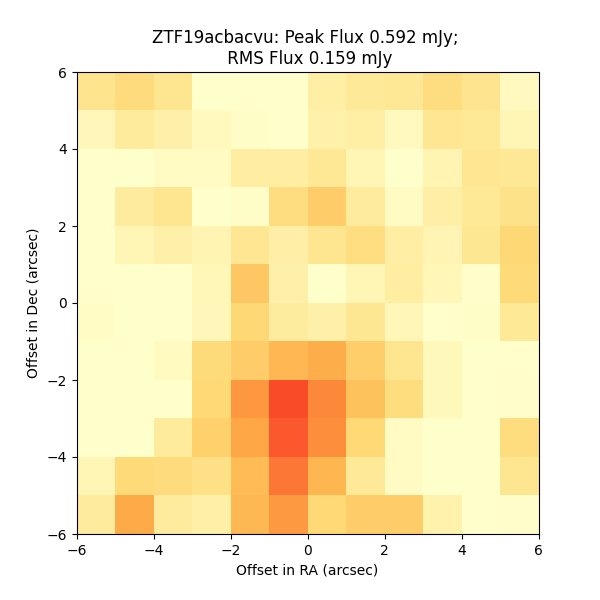 ZTF19acbacvu: Peak Flux 0.592 mJy;
RMS Flux 0.159 mJy
6
4
2
0
−2
−4
−6
Offset in Dec (arcsec)
−6 −4 −2 0 2 4 6
Offset in RA (arcsec)